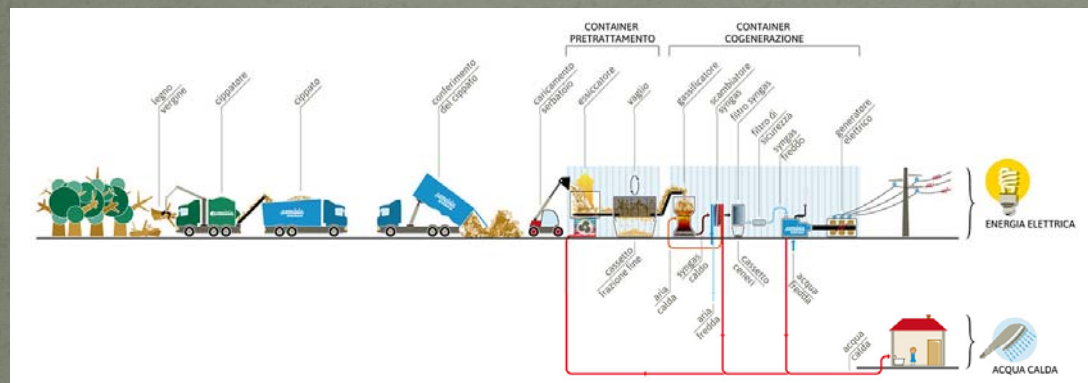 CONTAINER
PRETRATTAMENTO
CONTAINER
COGENERAZIONE
legno
vergine
cippatore
cippato
conferimento
del cippato
caricamento
serbatoio
essiccatore
vaglio
gassificatore
scambiatore
syngas
filtro syngas
filtro di
sicurezza
syngas
freddo
generatore
elettrico
ENERGIA ELETTRICA
cassetto
frazione fine
aria
calda
syngas
caldo
aria
fredda
cassetto
ceneri
acqua
fredda
acqua
calda
ACQUA CALDA